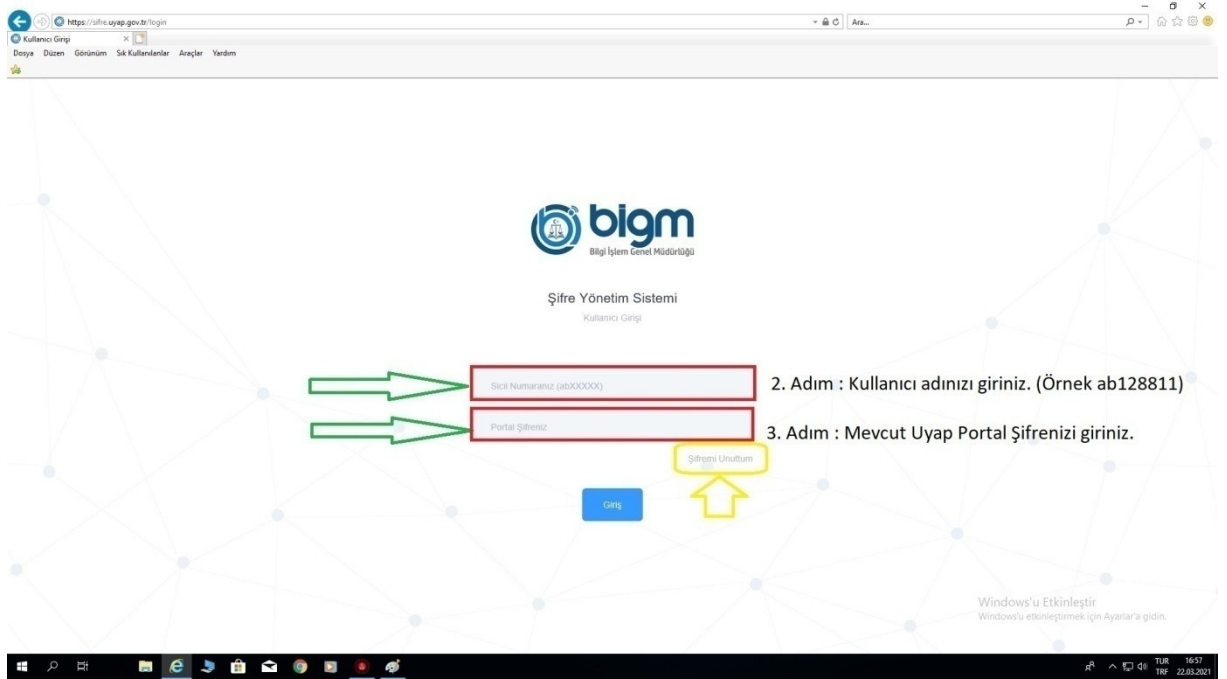 https://sifre.uyap.gov.tr/login
Ara...
Kullanıcı Girişi
Dosya Düzen Görünüm Sık Kullanılanlar Araçlar Yardım
bigm
Bilgi İşlem Genel Müdürlüğü
Şifre Yönetim Sistemi
Kullanıcı Girişi
Sicil Numaranız (abXXXXX)
2. Adım : Kullanıcı adınızı giriniz. (Örnek ab128811)
Portal Şifreniz
3. Adım : Mevcut Uyap Portal Şifrenizi giriniz.
Şifremi Unuttum
Giriş
Windows'u Etkinleştir
Windows'u etkinleştirmek için Ayarlar'a gidin.
TUR 16:57
TRF 22.03.2021